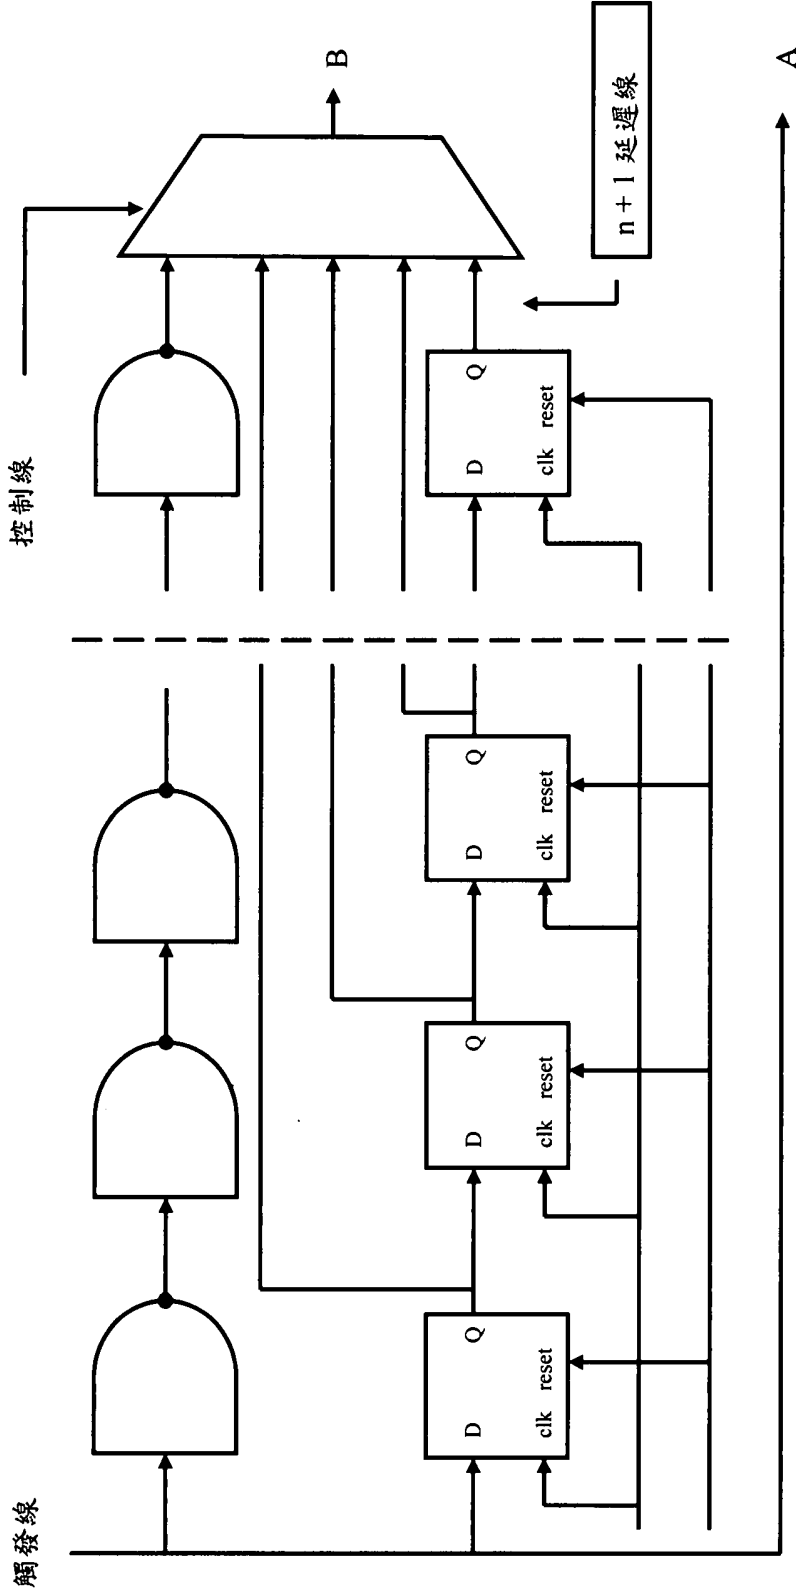 觸發線
控制線
D Q
clk reset
D Q
clk reset
D Q
clk reset
D Q
clk reset
B
n + 1 延遲線
A